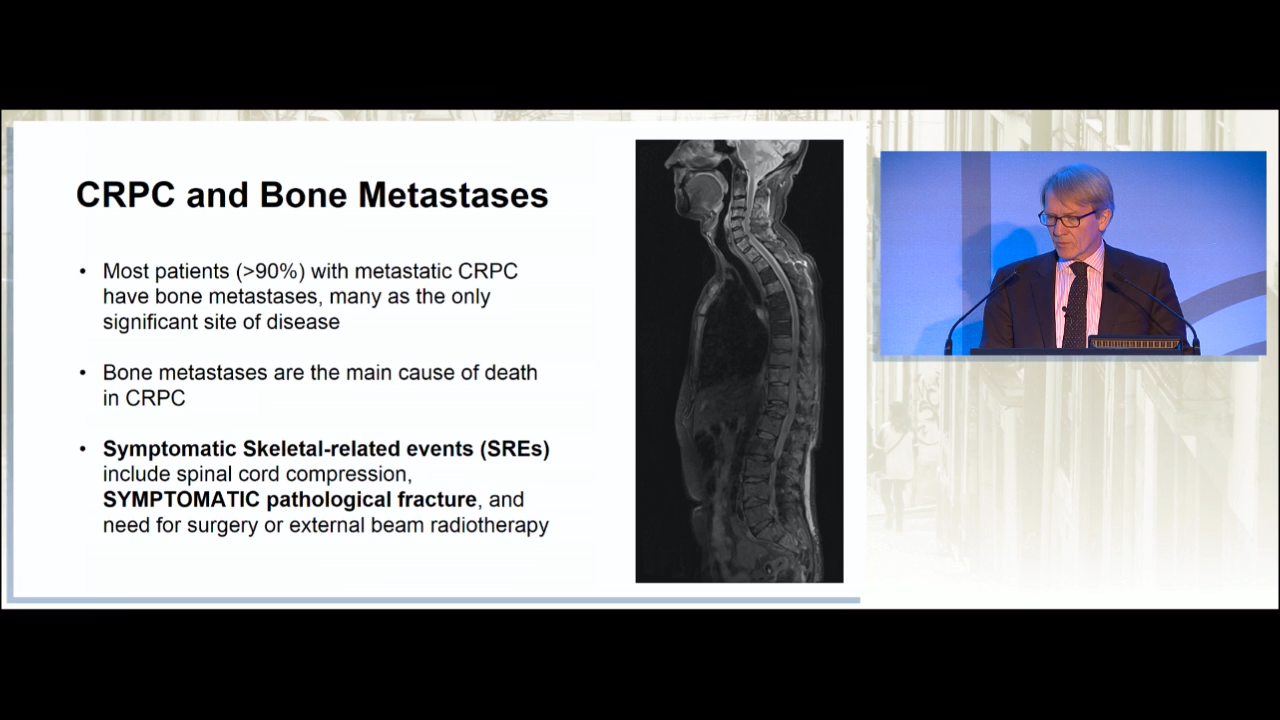 CRPC and Bone Metastases
• Most patients (>90%) with metastatic CRPC
have bone metastases, many as the only
significant site of disease
• Bone metastases are the main cause of death
in CRPC
• Symptomatic Skeletal-related events (SREs)
include spinal cord compression,
SYMPTOMATIC pathological fracture, and
need for surgery or external beam radiotherapy